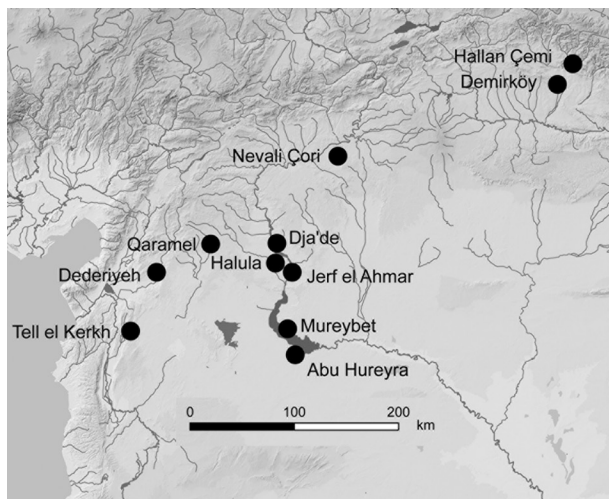 Hallan Çemi
Demirköy
Nevali Çori
Qaramel
Dja'de
Halula
Dederiyeh
Jerf el Ahmar
Tell el Kerkh
Mureybet
Abu Hureyra
0 100 200
km